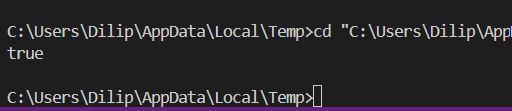 C:\Users\Dilip\AppData\Local\Temp>cd "C:\Users\Dilip\App
true
C:\Users\Dilip\AppData\Local\Temp>